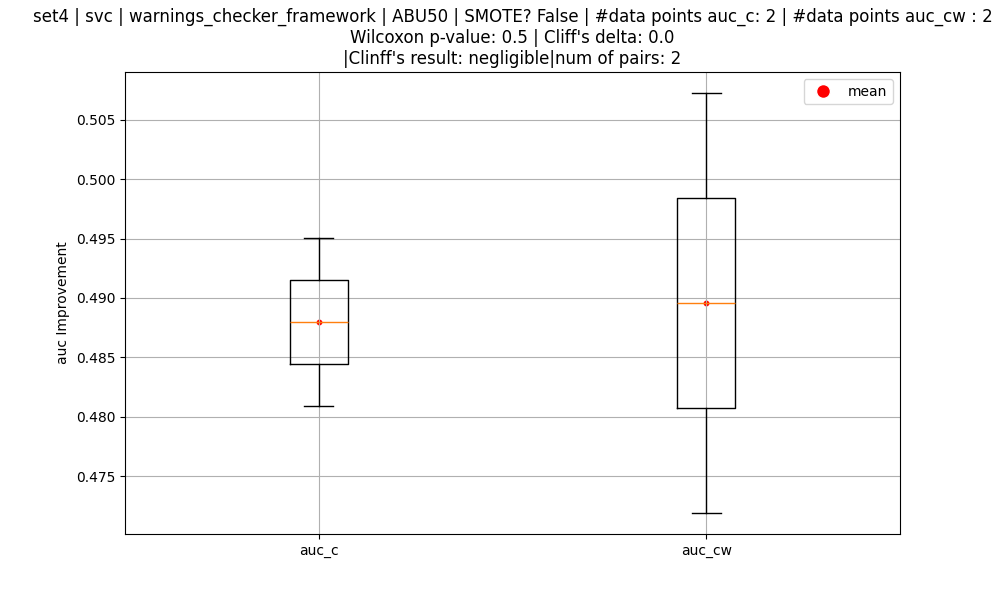 set4 | svc | warnings_checker_framework | ABU50 | SMOTE? False | #data points auc_c: 2 | #data points auc_cw : 2
Wilcoxon p-value: 0.5 | Cliff's delta: 0.0
|Clinff's result: negligible|num of pairs: 2
mean
0.505
0.500
0.495
0.490
0.485
0.480
0.475
auc Improvement
auc_c
auc_cw